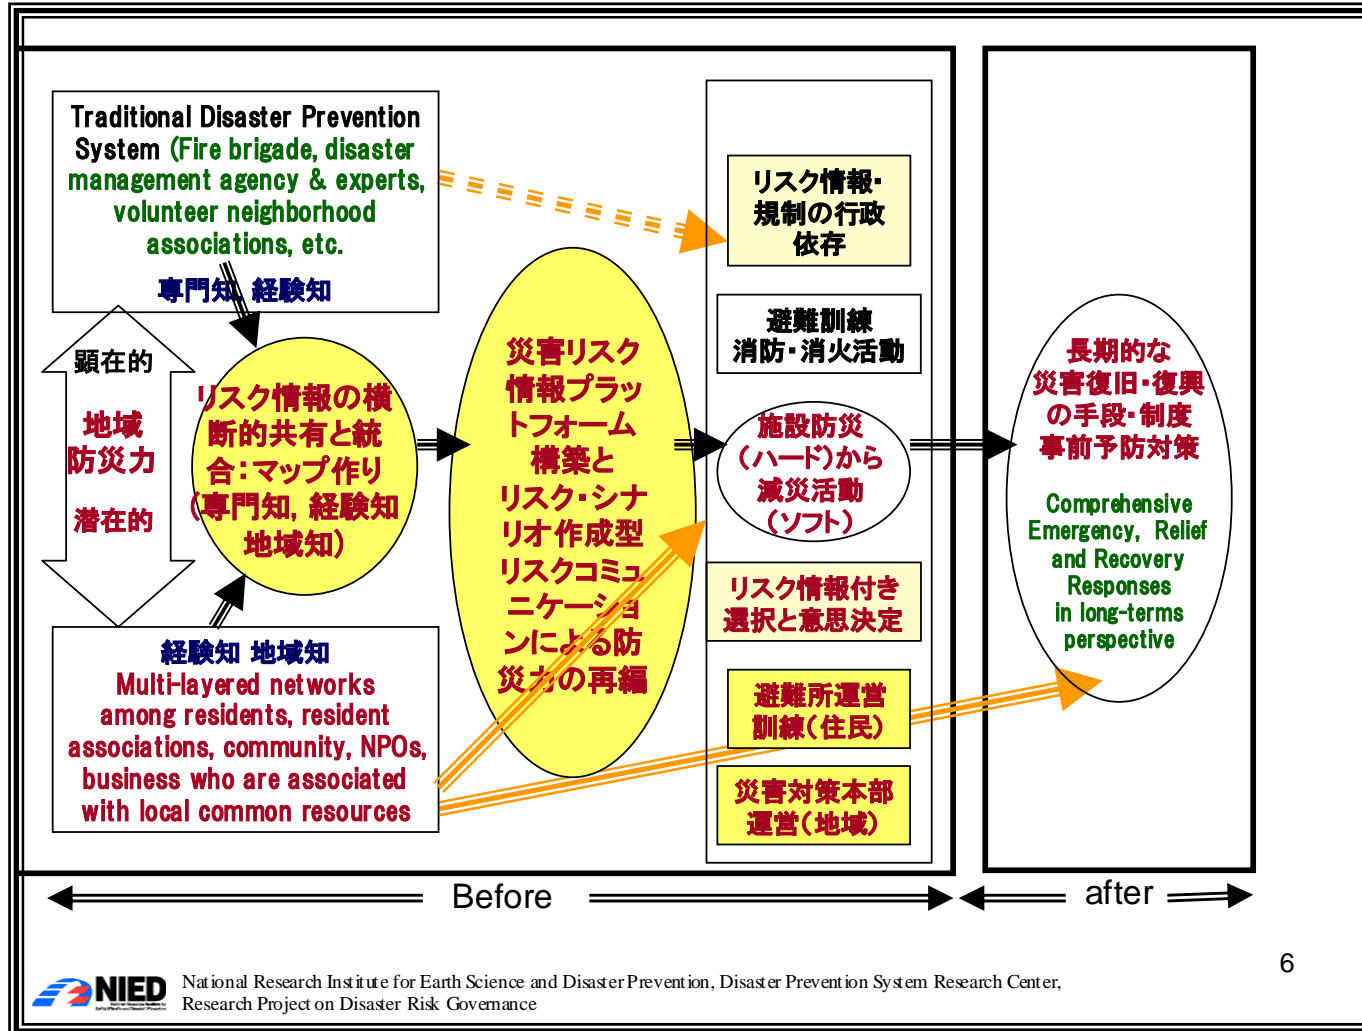 Traditional Disaster Prevention
System (Fire brigade, disaster
management agency & experts,
volunteer neighborhood
associations, etc.
専門知, 経験知
顕在的
地域
防災力
潜在的
リスク情報の横
断的共有と統
合：マップ作り
(専門知, 経験知
地域知)
経験知 地域知
Multi-layered networks
among residents, resident
associations, community, NPOs,
business who are associated
with local common resources
災害リスク
情報プラッ
トフォーム
構築と
リスク・シナ
リオ作成型
リスクコミュ
ニケーショ
ンによる防
災力の再編
リスク情報・
規制の行政
依存
避難訓練
消防・消火活動
施設防災
(ハード)から
減災活動
(ソフト)
リスク情報付き
選択と意思決定
避難所運営
訓練(住民)
災害対策本部
運営(地域)
長期的な
災害復旧・復興
の手段・制度
事前予防対策
Comprehensive
Emergency, Relief
and Recovery
Responses
in long-terms
perspective
Before
after
6
NIED
National Research Institute for Earth Science and Disaster Prevention, Disaster Prevention System Research Center,
Research Project on Disaster Risk Governance